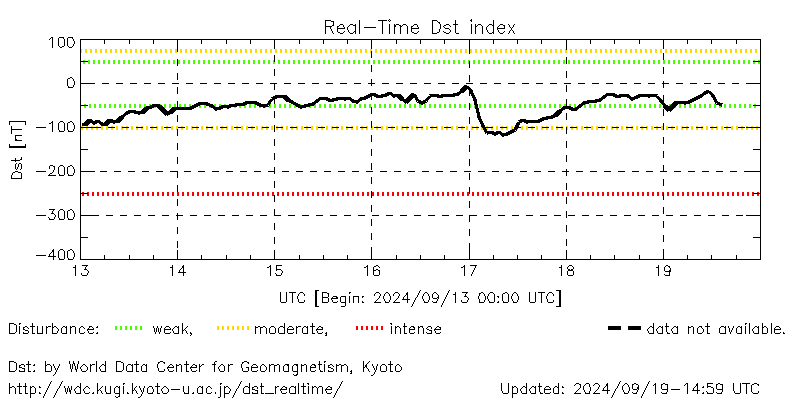 Real-Time Dst index
100
0
-100
-200
-300
-400
Dst [nT]
13 14 15 16 17 18 19
UTC [Begin: 2024/09/13 00:00 UTC]
Disturbance: weak, moderate, intense data not available.
Dst: by World Data Center for Geomagnetism, Kyoto
http://wdc.kugi.kyoto-u.ac.jp/dst_realtime/ Updated: 2024/09/19-14:59 UTC